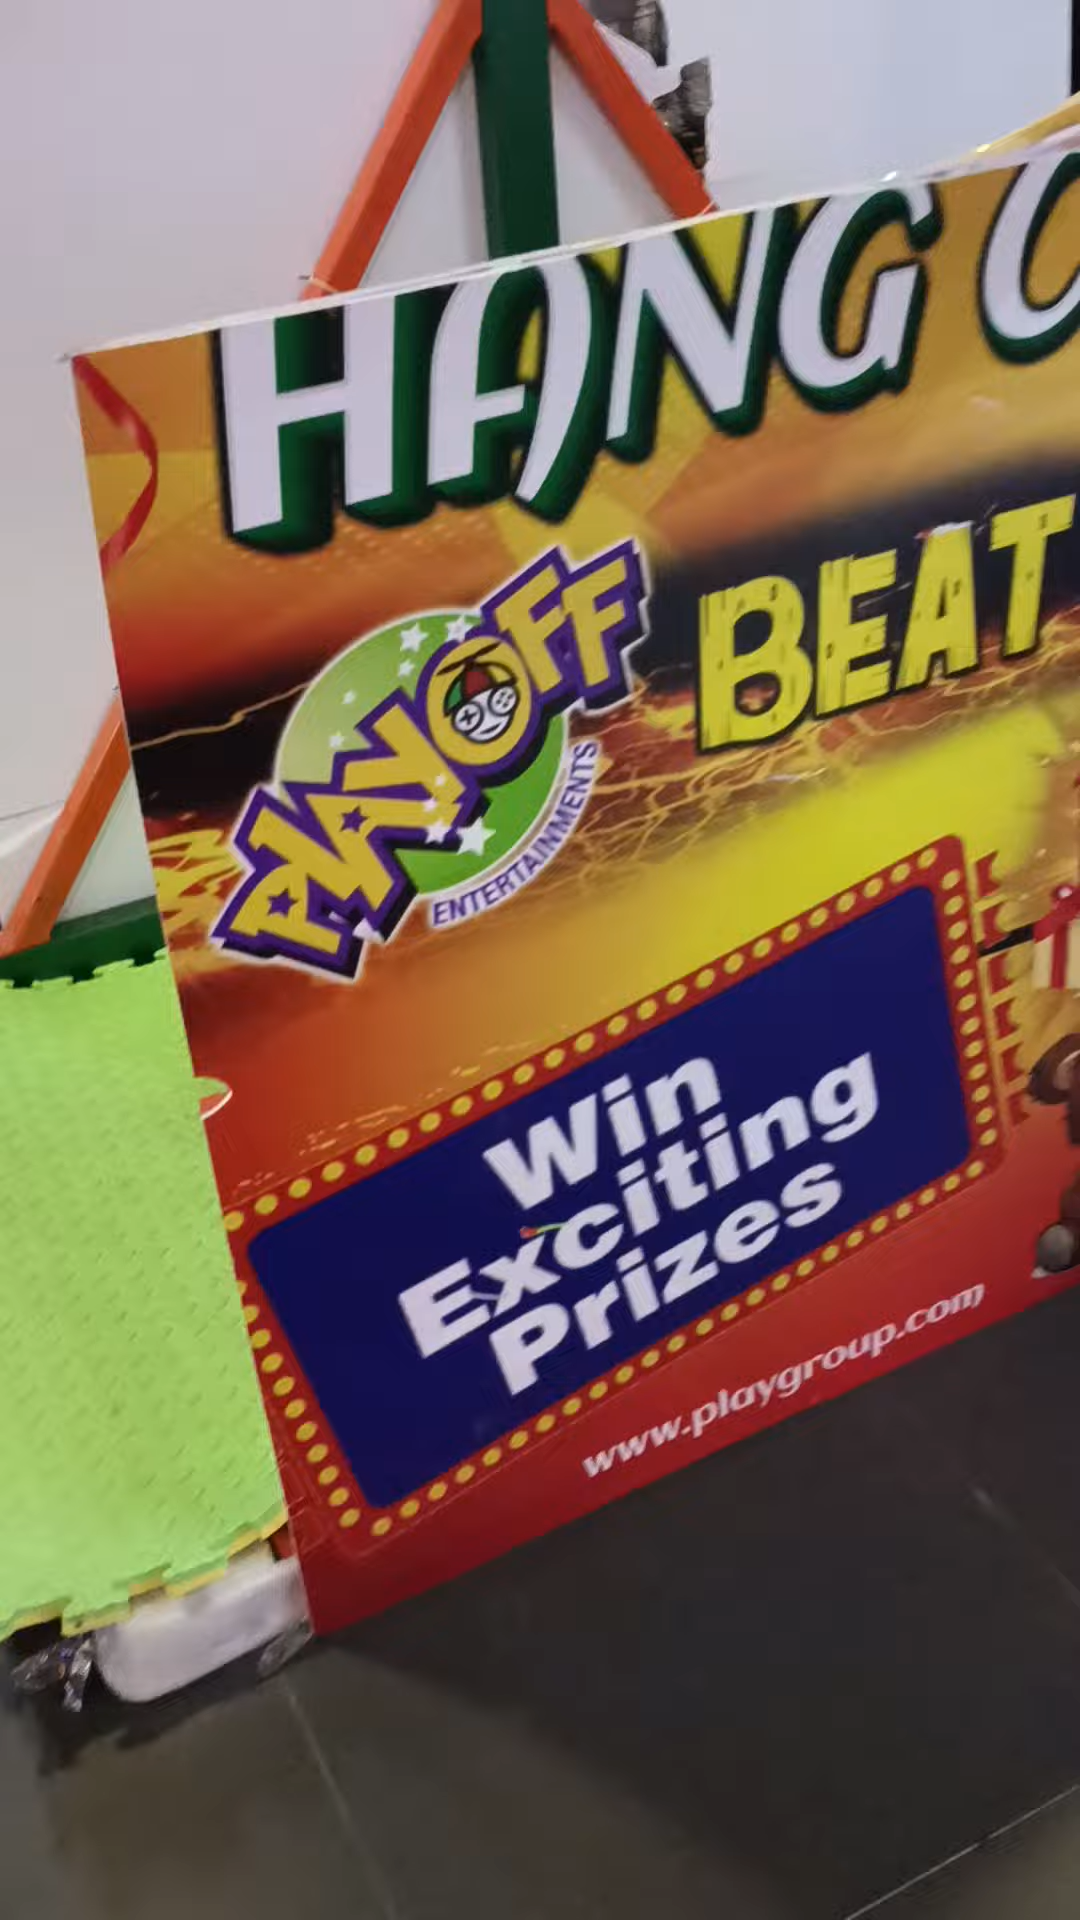 HANG
PLAYOFF
ENTERTAINMENTS
BEAT
Win
Exciting
Prizes
www.playgroup.com